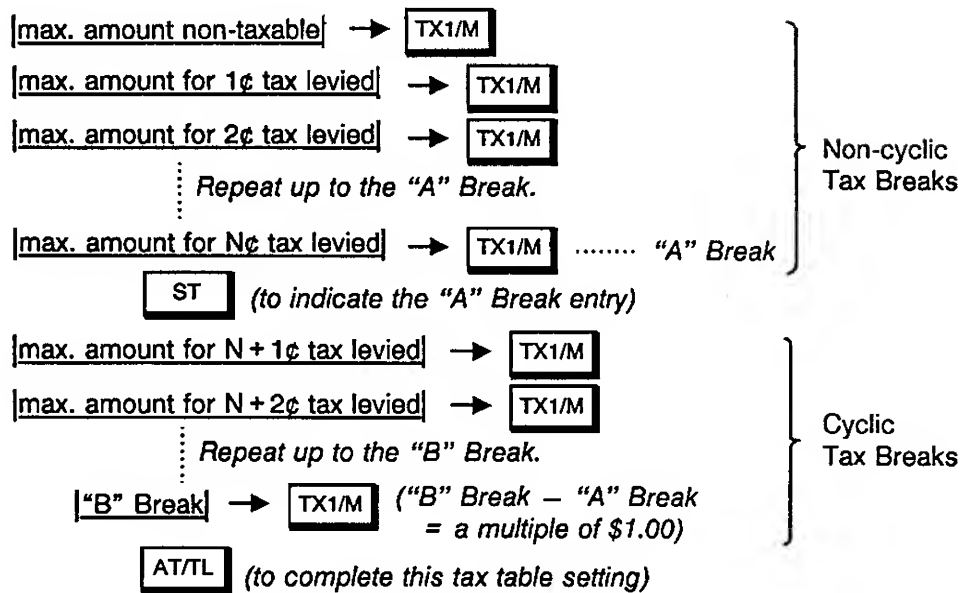 max. amount non-taxable → TX1/M
max. amount for 1¢ tax levied → TX1/M
max. amount for 2¢ tax levied → TX1/M
Repeat up to the “A” Break.
max. amount for N¢ tax levied → TX1/M ........ “A” Break
Non-cyclic
Tax Breaks
ST (to indicate the “A” Break entry)
max. amount for N + 1¢ tax levied → TX1/M
max. amount for N + 2¢ tax levied → TX1/M
Repeat up to the “B” Break.
“B” Break → TX1/M (“B” Break – “A” Break
= a multiple of $1.00)
Cyclic
Tax Breaks
AT/TL (to complete this tax table setting)